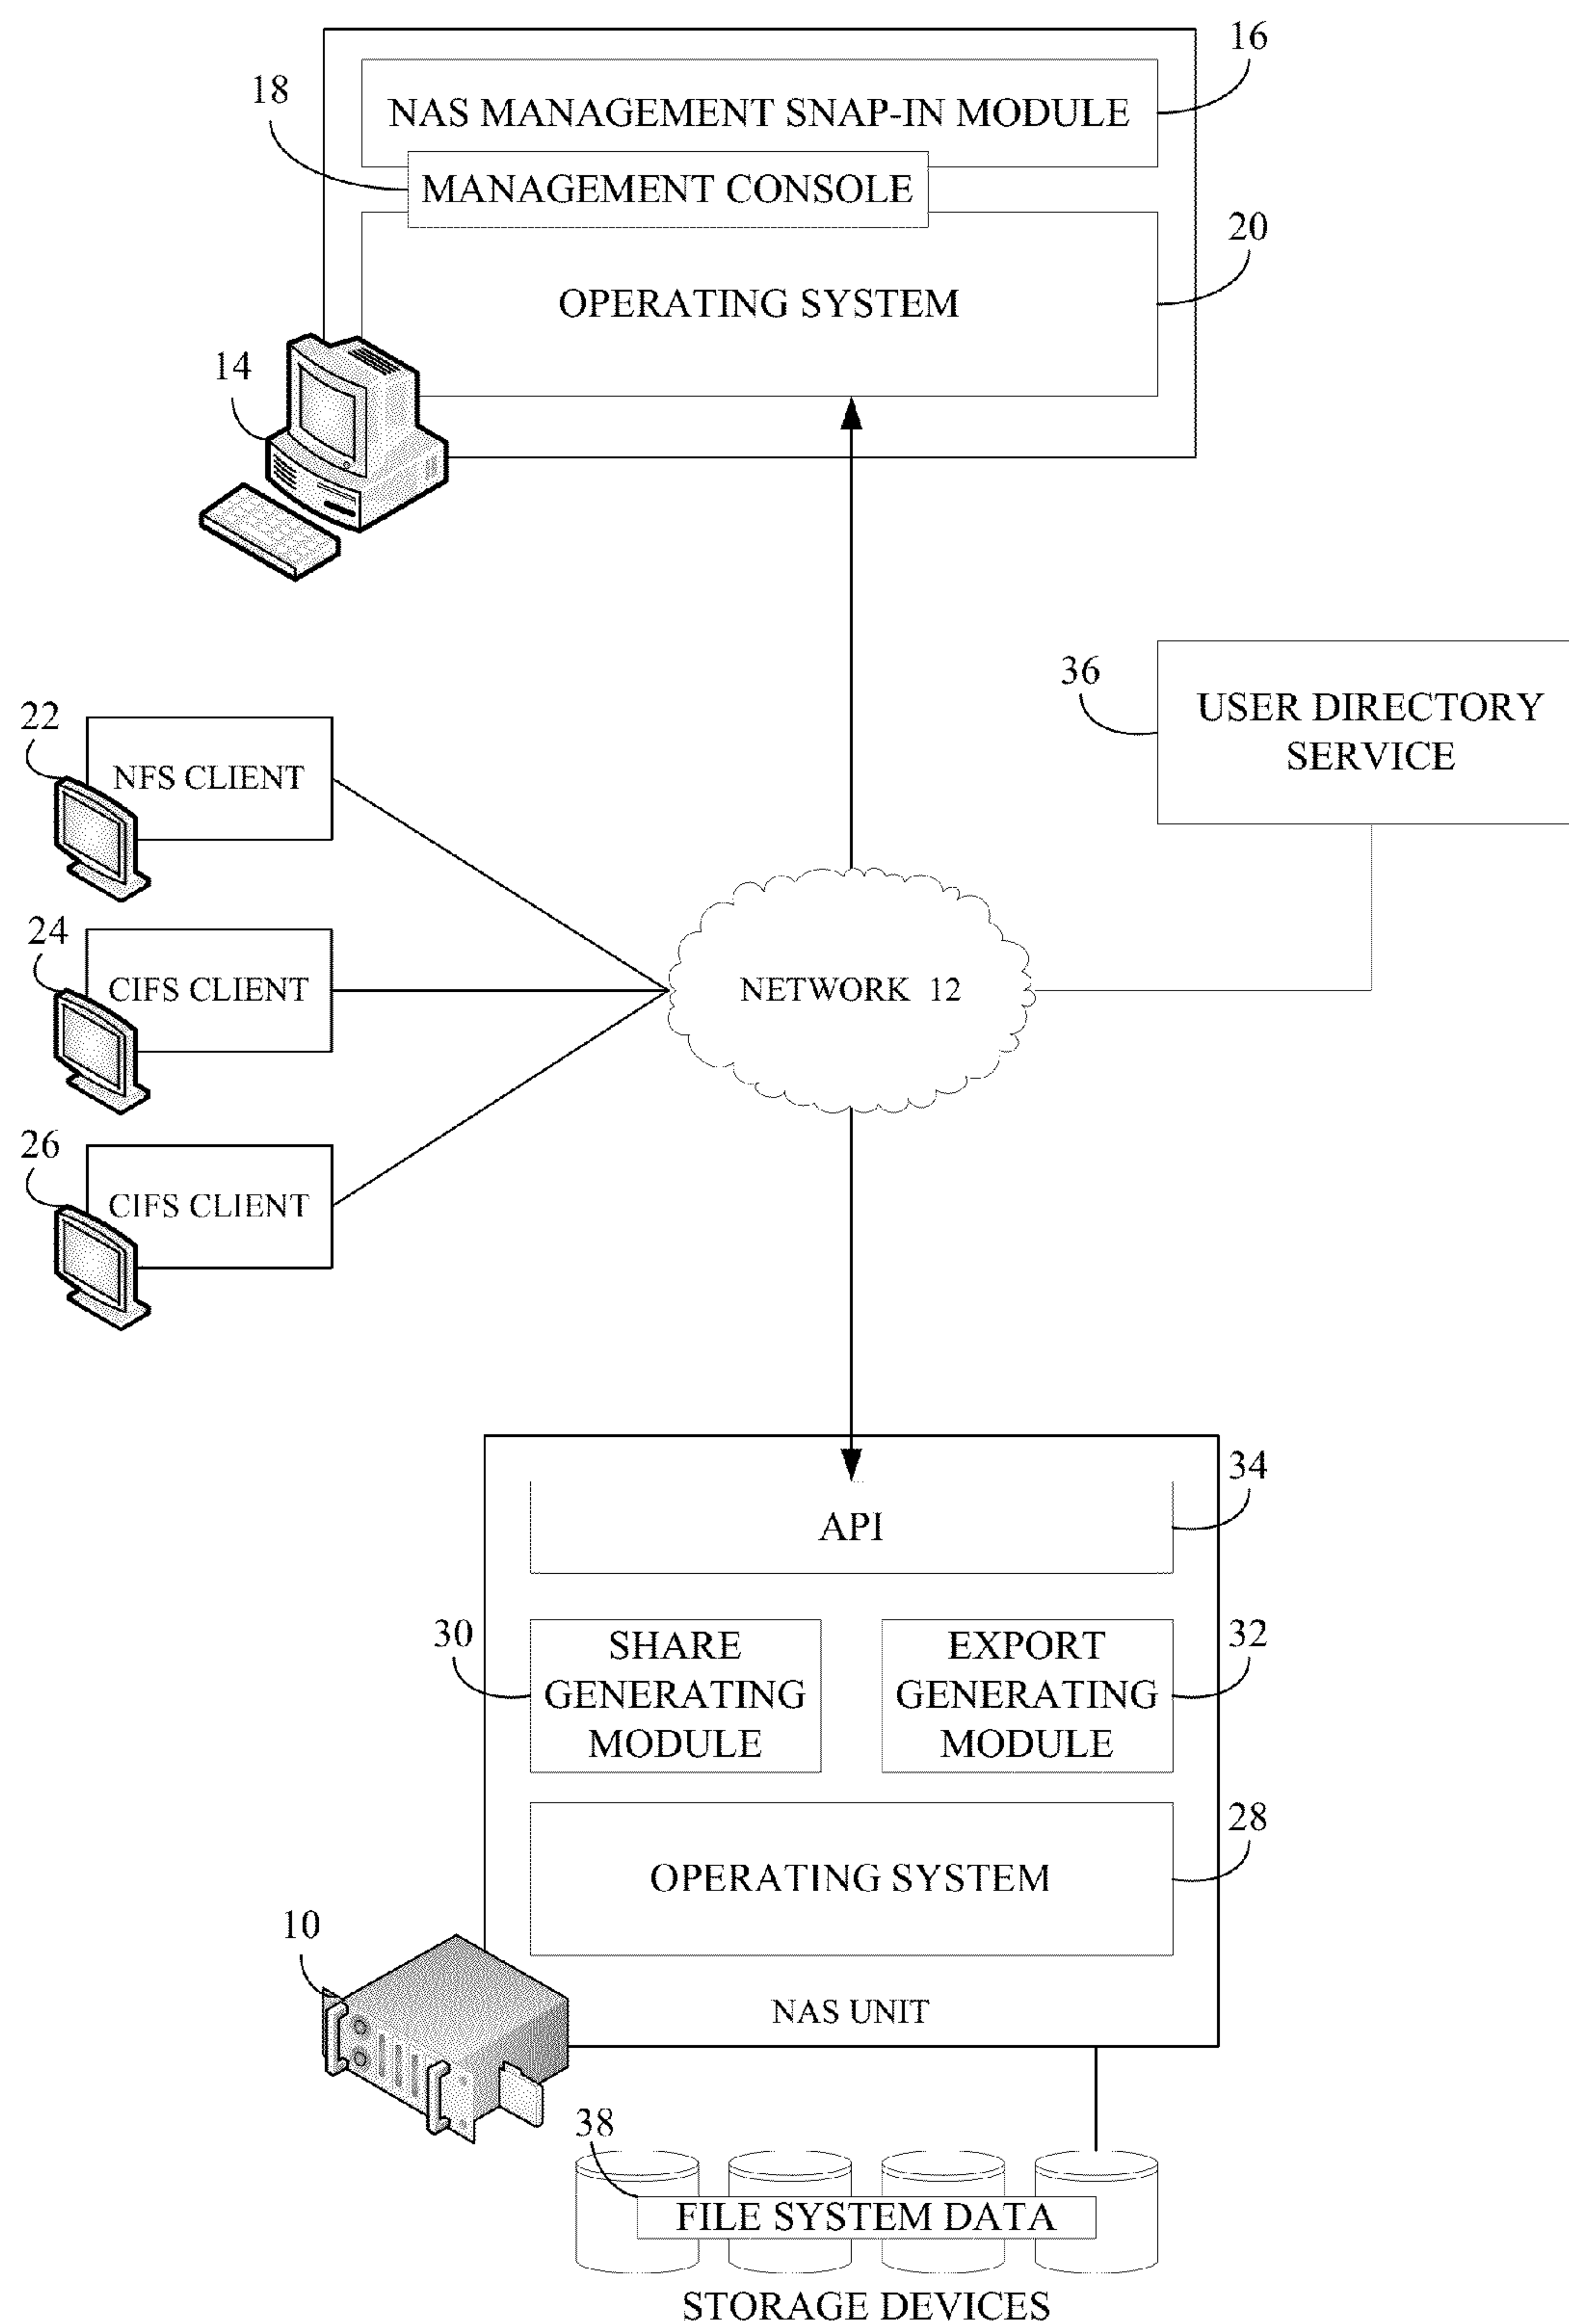 16
18
NAS MANAGEMENT SNAP-IN MODULE
MANAGEMENT CONSOLE
20
OPERATING SYSTEM
14
36
USER DIRECTORY
SERVICE
22
NFS CLIENT
24
CIFS CLIENT
NETWORK 12
26
CIFS CLIENT
34
API
30
SHARE
GENERATING
MODULE
EXPORT
GENERATING
MODULE
32
28
OPERATING SYSTEM
10
NAS UNIT
38
FILE SYSTEM DATA
STORAGE DEVICES